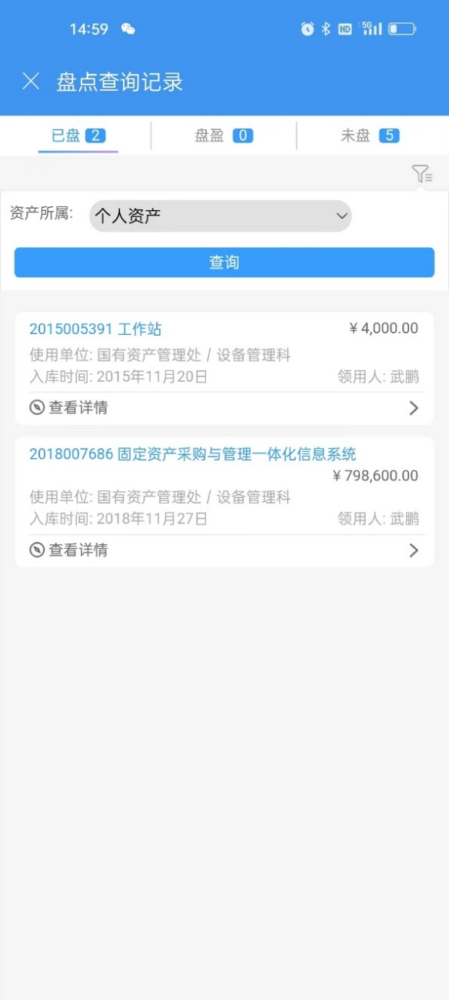 14:59 HD 5G
盘点查询记录
已盘 2 盘盈 0 未盘 5
资产所属: 个人资产
查询
2015005391 工作站 ¥ 4,000.00
使用单位: 国有资产管理处 / 设备管理科
入库时间: 2015年11月20日 领用人: 武鹏
查看详情
2018007686 固定资产采购与管理一体化信息系统
¥ 798,600.00
使用单位: 国有资产管理处 / 设备管理科
入库时间: 2018年11月27日 领用人: 武鹏
查看详情